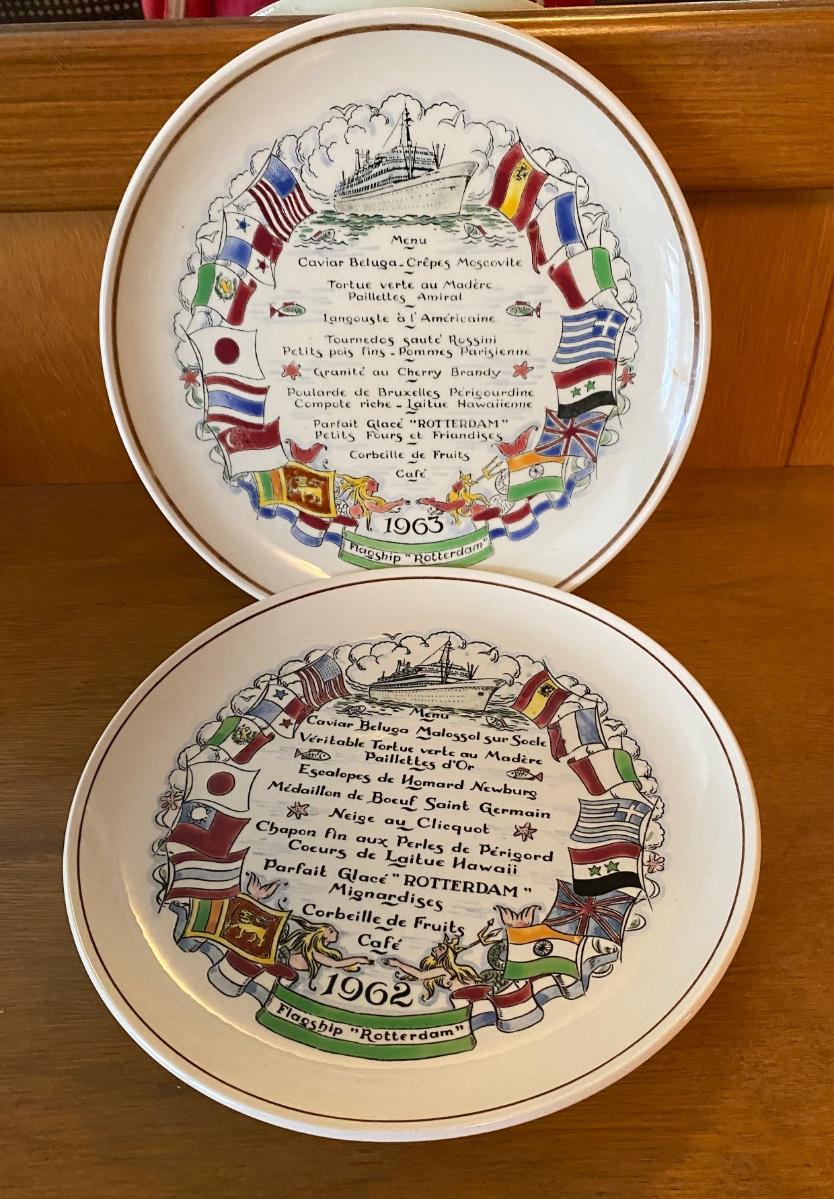 Menu
Caviar Beluga - Crêpes Moscovite
Tortue verte au Madère
Paillettes Amiral
Langouste à l'Américaine
Tournedos sauté Rossini
Petits pois fins - Pommes Parisienne
Granité au Cherry Brandy
Poularde de Bruxelles Périgourdine
Compote riche - Laitue Hawaiienne
Parfait Glacé "ROTTERDAM"
Petits Fours et Friandises
Corbeille de Fruits
Café
1963
Flagship "Rotterdam"
Menu
Caviar Beluga Malossol sur Socle
Véritable Tortue verte au Madère
Paillettes d'Or
Escalopes de Homard Newburg
Médaillon de Boeuf Saint Germain
Neige au Clicquot
Chapon fin aux Perles de Périgord
Coeurs de Laitue Hawaii
Parfait Glacé "ROTTERDAM"
Mignardises
Corbeille de Fruits
Café
1962
Flagship "Rotterdam"